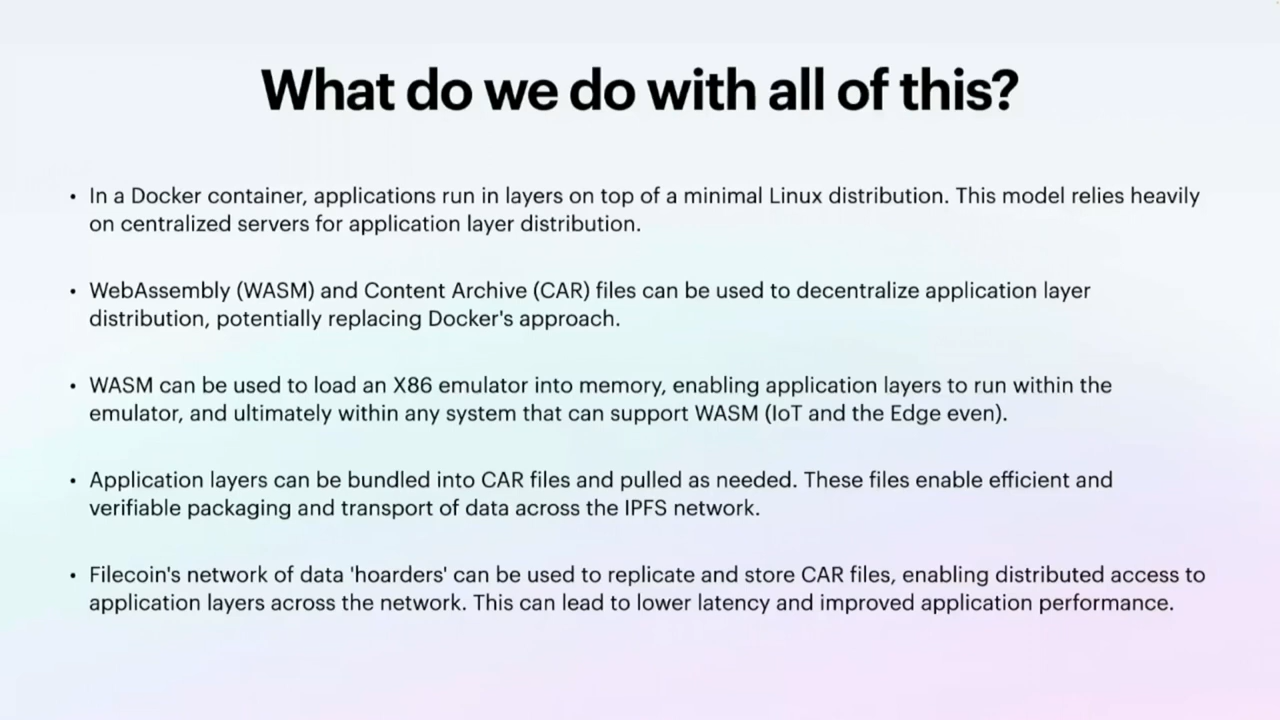 What do we do with all of this?
• In a Docker container, applications run in layers on top of a minimal Linux distribution. This model relies heavily
on centralized servers for application layer distribution.
• WebAssembly (WASM) and Content Archive (CAR) files can be used to decentralize application layer
distribution, potentially replacing Docker's approach.
• WASM can be used to load an X86 emulator into memory, enabling application layers to run within the
emulator, and ultimately within any system that can support WASM (IoT and the Edge even).
• Application layers can be bundled into CAR files and pulled as needed. These files enable efficient and
verifiable packaging and transport of data across the IPFS network.
• Filecoin's network of data 'hoarders' can be used to replicate and store CAR files, enabling distributed access to
application layers across the network. This can lead to lower latency and improved application performance.